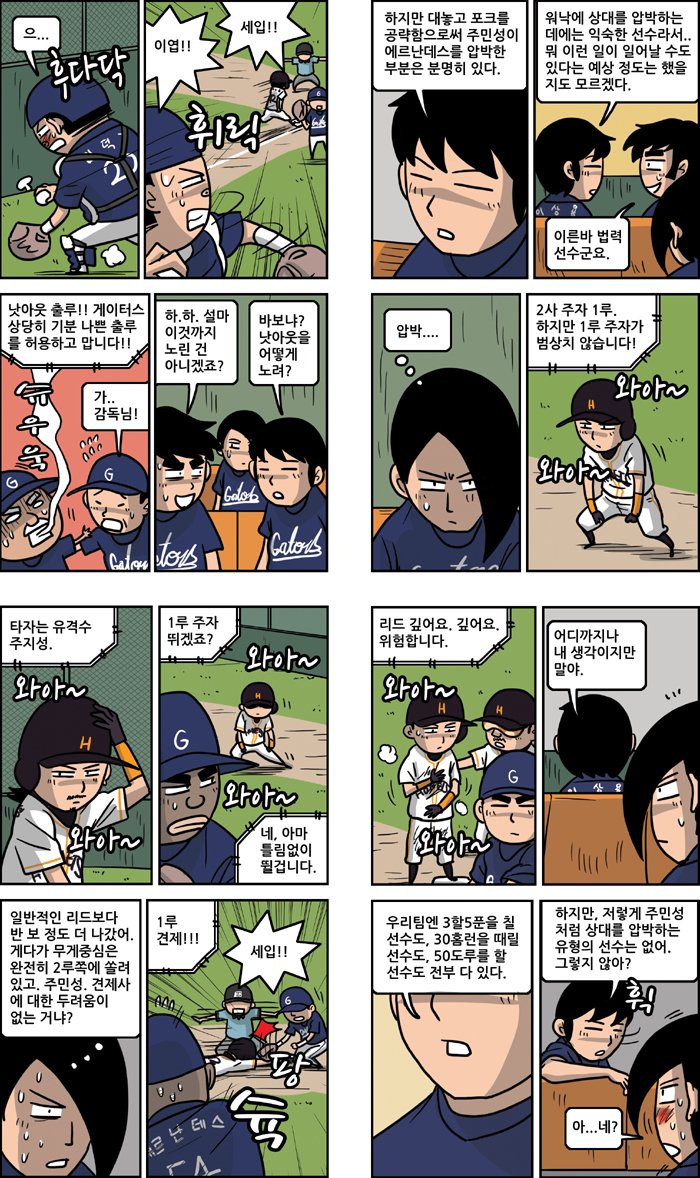 으...
후다닥
덕
22
이엽!!
세입!!
휘릭
G
Gators
낫아웃 출루!! 게이터스
상당히 기분 나쁜 출루
를 허용하고 맙니다!!
가..
감독님!
G
G
하.하. 설마
이것까지
노린 건
아니겠죠?
바보냐?
낫아웃을
어떻게
노려?
Gators
Gators
하지만 대놓고 포크를
공략함으로써 주민성이
에르난데스를 압박한
부분은 분명히 있다.
워낙에 상대를 압박하는
데에는 익숙한 선수라서..
뭐 이런 일이 일어날 수도
있다는 예상 정도는 했을
지도 모르겠다.
이상용
이른바 법력
선수군요.
압박....
2사 주자 1루.
하지만 1루 주자가
범상치 않습니다!
와아~
H
와아~
타자는 유격수
주지성.
와아~
H
와아~
1루 주자
뛰겠죠?
와아~
H
G
와아~
네, 아마
틀림없이
뛸겁니다.
일반적인 리드보다
반 보 정도 더 나갔어.
게다가 무게중심은
완전히 2루쪽에 쏠려
있고. 주민성. 견제사
에 대한 두려움이
없는 거냐?
1루
견제!!!
세입!!
G
팡
슉
르난데스
리드 깊어요. 깊어요.
위험합니다.
와아~
H
H
G
와아~
어디까지나
내 생각이지만
말야.
이상용
우리팀엔 3할5푼을 칠
선수도, 30홈런을 때릴
선수도, 50도루를 할
선수도 전부 다 있다.
하지만, 저렇게 주민성
처럼 상대를 압박하는
유형의 선수는 없어.
그렇지 않아?
휙
아...네?